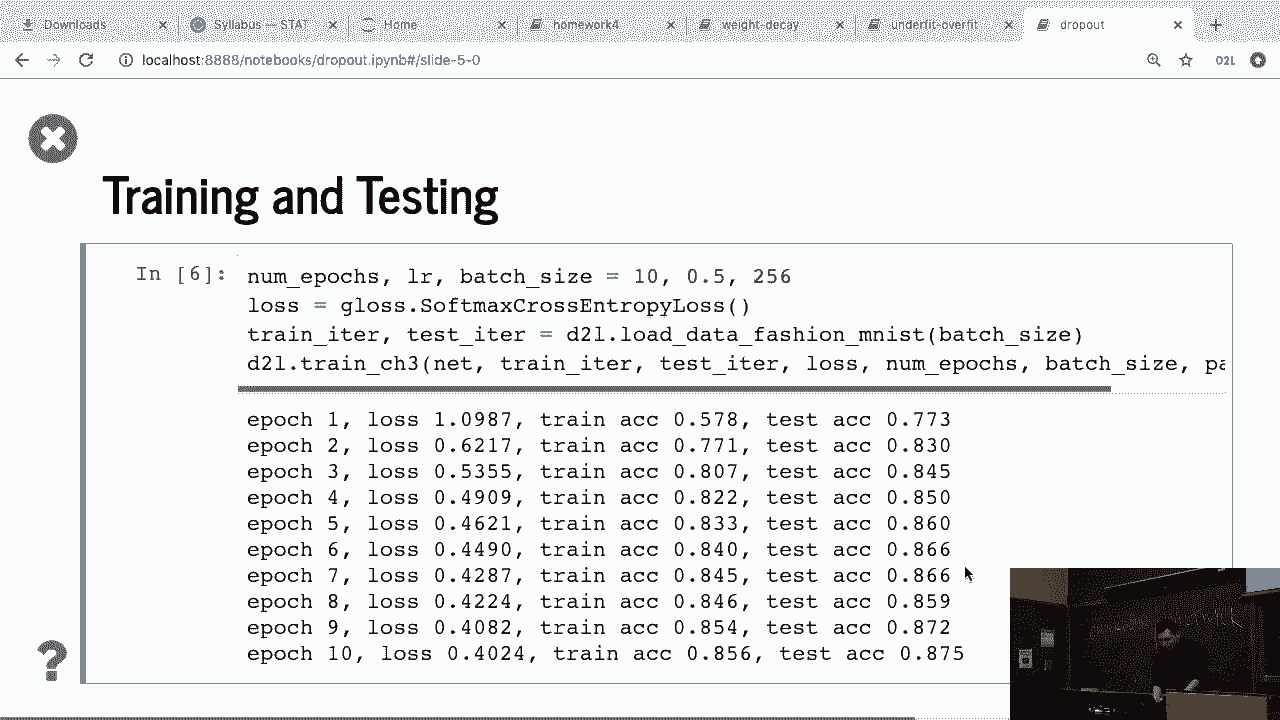 Downloads
Syllabus — STAT
Home
homework4
weight-decay
underfit-overfit
dropout
localhost:8888/notebooks/dropout.ipynb#/slide-5-0
D2L
Training and Testing
In [6]:
num_epochs, lr, batch_size = 10, 0.5, 256
loss = gloss.SoftmaxCrossEntropyLoss()
train_iter, test_iter = d2l.load_data_fashion_mnist(batch_size)
d2l.train_ch3(net, train_iter, test_iter, loss, num_epochs, batch_size, pa
epoch 1, loss 1.0987, train acc 0.578, test acc 0.773
epoch 2, loss 0.6217, train acc 0.771, test acc 0.830
epoch 3, loss 0.5355, train acc 0.807, test acc 0.845
epoch 4, loss 0.4909, train acc 0.822, test acc 0.850
epoch 5, loss 0.4621, train acc 0.833, test acc 0.860
epoch 6, loss 0.4490, train acc 0.840, test acc 0.866
epoch 7, loss 0.4287, train acc 0.845, test acc 0.866
epoch 8, loss 0.4224, train acc 0.846, test acc 0.859
epoch 9, loss 0.4082, train acc 0.854, test acc 0.872
epoch 10, loss 0.4024, train acc 0.856, test acc 0.875
?